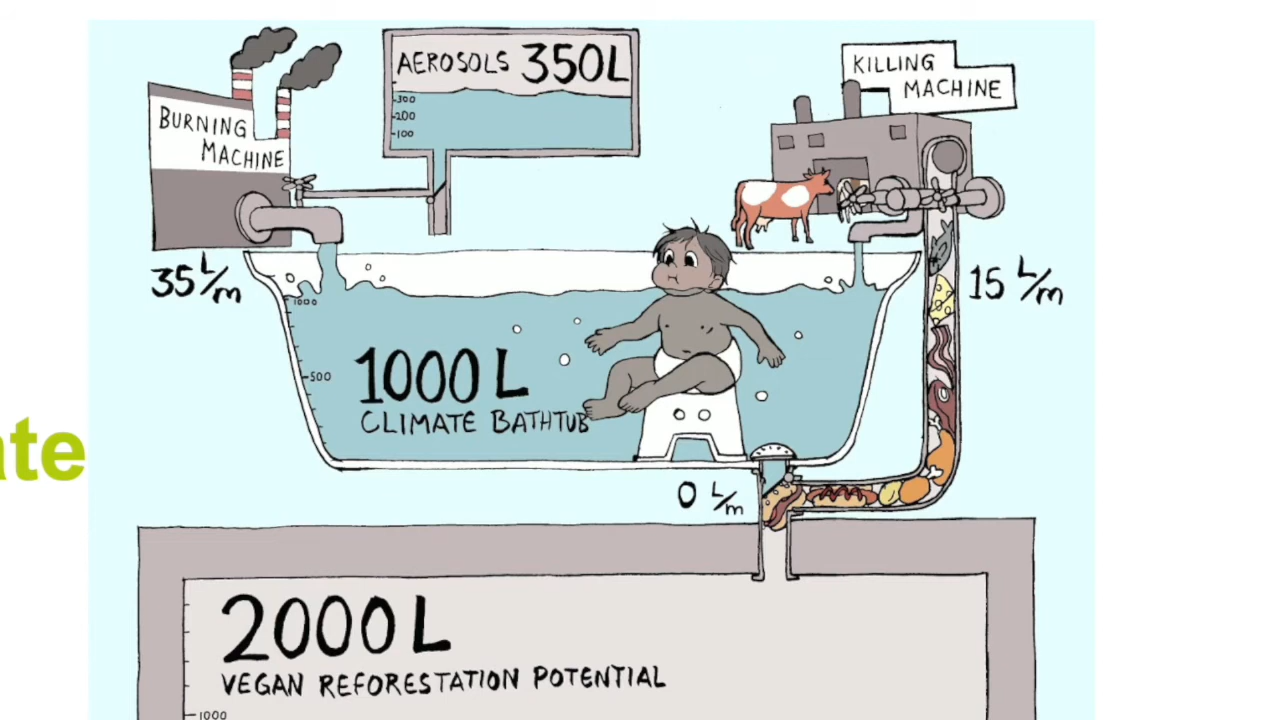 AEROSOLS 350L
300
200
100
KILLING
MACHINE
BURNING
MACHINE
35 L/m
15 L/m
1000
500
1000 L
CLIMATE BATHTUB
ate
0 L/m
2000 L
VEGAN REFORESTATION POTENTIAL
1000